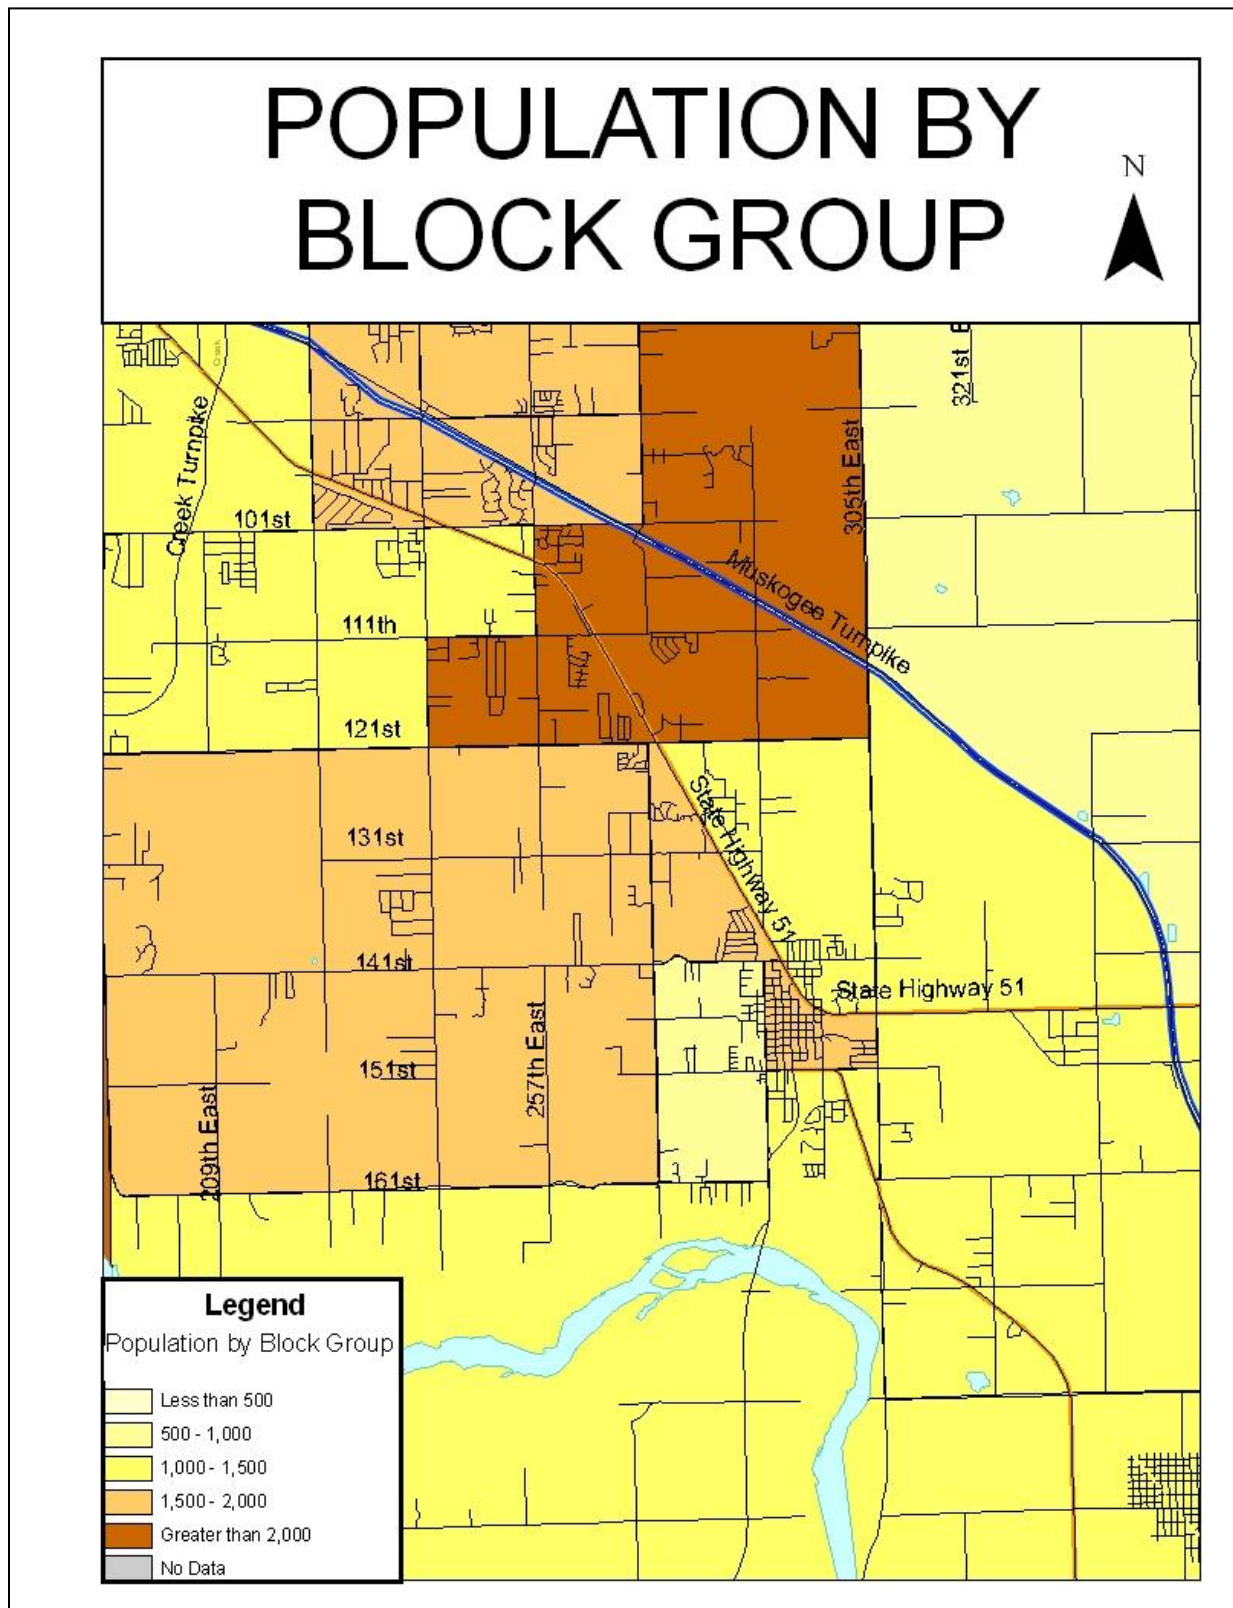 POPULATION BY
BLOCK GROUP
N
321st E
Creek
Creek Turnpike
305th East
101st
Muskogee Turnpike
111th
121st
State Highway 51
131st
141st
State Highway 51
257th East
151st
209th East
161st
Legend
Population by Block Group
Less than 500
500 - 1,000
1,000 - 1,500
1,500 - 2,000
Greater than 2,000
No Data